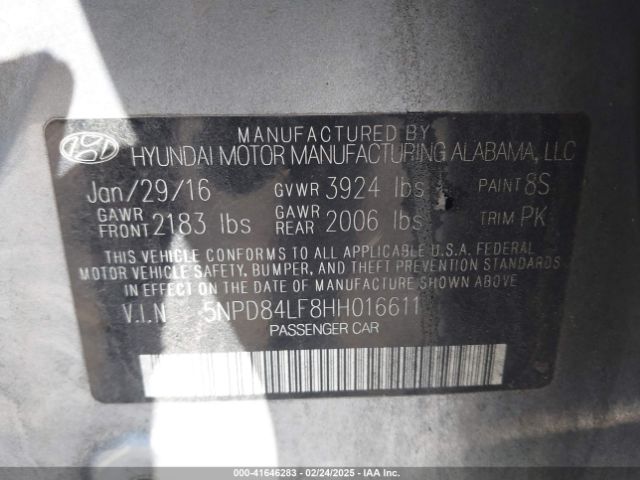 MANUFACTURED BY
HYUNDAI MOTOR MANUFACTURING ALABAMA, LLC
Jan/29/16 GVWR 3924 lbs PAINT 8S
GAWR FRONT 2183 lbs GAWR REAR 2006 lbs TRIM PK
THIS VEHICLE CONFORMS TO ALL APPLICABLE U.S.A. FEDERAL
MOTOR VEHICLE SAFETY, BUMPER, AND THEFT PREVENTION
STANDARDS IN EFFECT ON THE DATE OF MANUFACTURE SHOWN ABOVE
V.I.N 5NPD84LF8HH016611
PASSENGER CAR
000-41646283 - 02/24/2025 - IAA Inc.